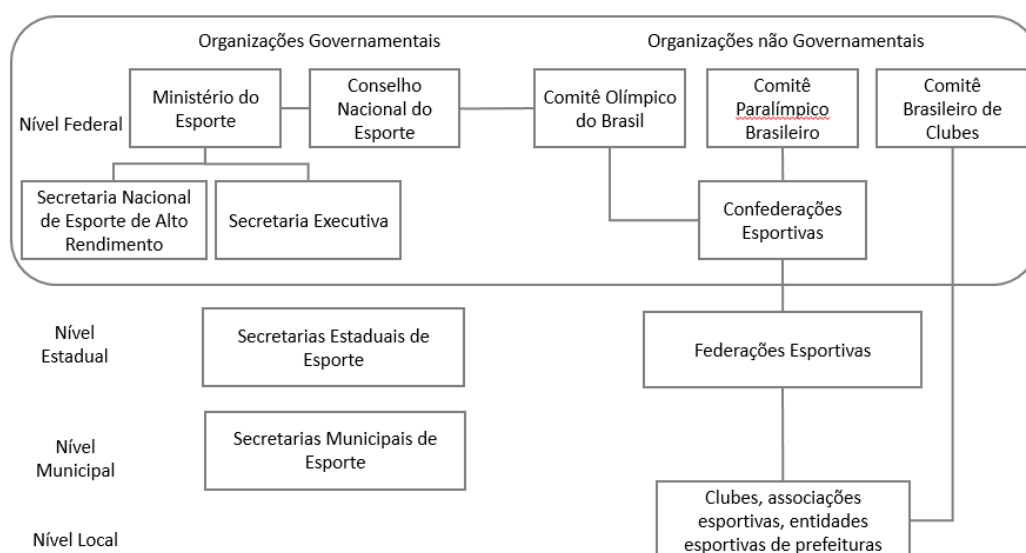 Organizações Governamentais
Organizações não Governamentais
Nível Federal
Ministério do
Esporte
Conselho
Nacional do
Esporte
Comitê Olímpico
do Brasil
Comitê
Paralímpico
Brasileiro
Comitê
Brasileiro de
Clubes
Secretaria Nacional
de Esporte de Alto
Rendimento
Secretaria Executiva
Confederações
Esportivas
Nível
Estadual
Secretarias Estaduais de
Esporte
Federações Esportivas
Nível
Municipal
Secretarias Municipais de
Esporte
Nível Local
Clubes, associações
esportivas, entidades
esportivas de prefeituras